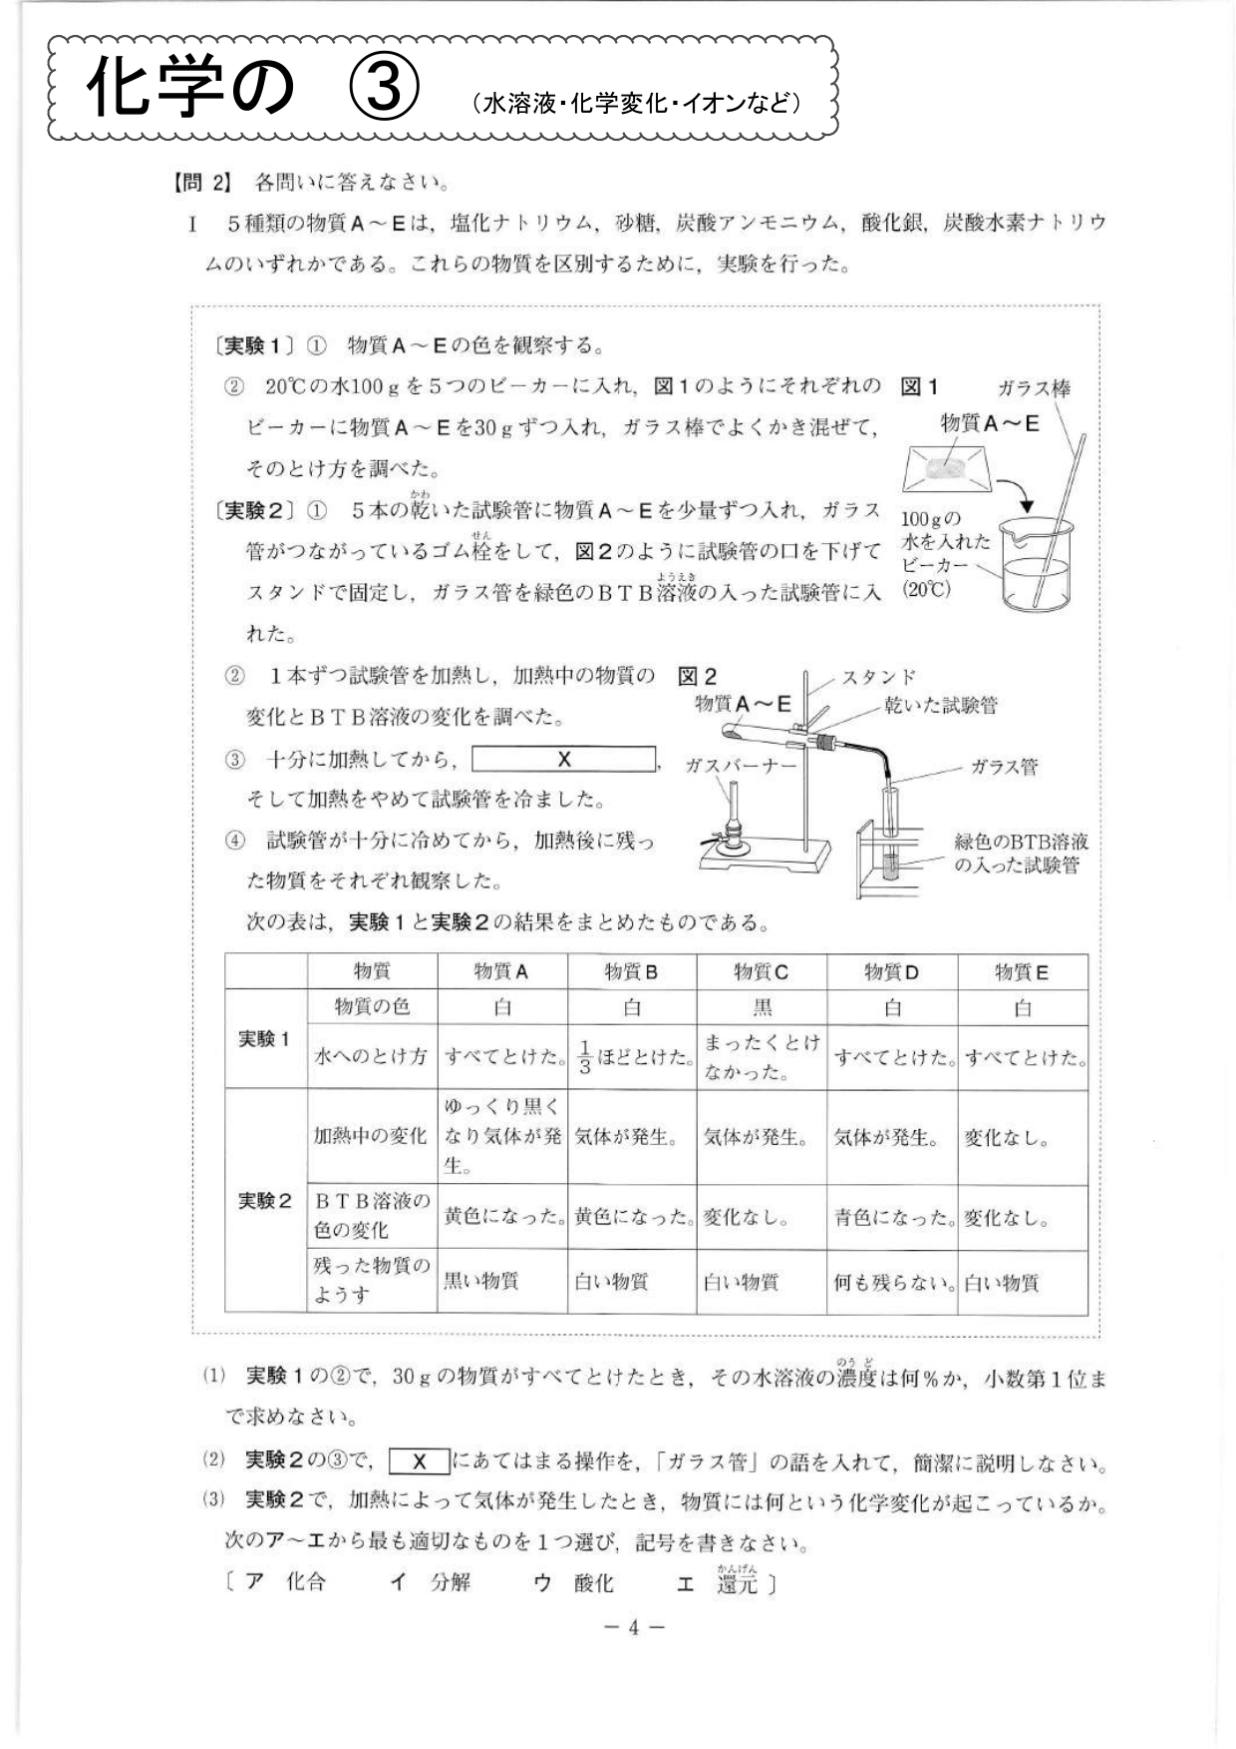 化学の ③ (水溶液･化学変化･イオンなど)
【問 2】 各問いに答えなさい。
Ⅰ 5種類の物質A～Eは，塩化ナトリウム，砂糖，炭酸アンモニウム，酸化銀，炭酸水素ナトリウ
ムのいずれかである。これらの物質を区別するために，実験を行った。
〔実験1〕① 物質A～Eの色を観察する。
② 20℃の水100gを5つのビーカーに入れ，図1のようにそれぞれの
ビーカーに物質A～Eを30gずつ入れ，ガラス棒でよくかき混ぜて，
そのとけ方を調べた。
図1
ガラス棒
物質A～E
100gの
水を入れた
ビーカー
(20℃)
かわ
〔実験2〕① 5本の乾いた試験管に物質A～Eを少量ずつ入れ，ガラス
せん
管がつながっているゴム栓をして，図2のように試験管の口を下げて
ようえき
スタンドで固定し，ガラス管を緑色のBTB溶液の入った試験管に入
れた。
② 1本ずつ試験管を加熱し，加熱中の物質の
変化とBTB溶液の変化を調べた。
③ 十分に加熱してから， X ，
そして加熱をやめて試験管を冷ました。
④ 試験管が十分に冷めてから，加熱後に残っ
た物質をそれぞれ観察した。
図2
スタンド
物質A～E
乾いた試験管
ガスバーナー
ガラス管
緑色のBTB溶液
の入った試験管
次の表は，実験1と実験2の結果をまとめたものである。
物質 物質A 物質B 物質C 物質D 物質E
実験1
物質の色 白 白 黒 白 白
水へのとけ方 すべてとけた。 1/3ほどとけた。 まったくとけ
なかった。 すべてとけた。 すべてとけた。
実験2
加熱中の変化 ゆっくり黒く
なり気体が発
生。 気体が発生。 気体が発生。 気体が発生。 変化なし。
BTB溶液の
色の変化 黄色になった。 黄色になった。 変化なし。 青色になった。 変化なし。
残った物質の
ようす 黒い物質 白い物質 白い物質 何も残らない。 白い物質
のうど
(1) 実験1の②で，30gの物質がすべてとけたとき，その水溶液の濃度は何％か，小数第1位ま
で求めなさい。
(2) 実験2の③で， X にあてはまる操作を，「ガラス管」の語を入れて，簡潔に説明しなさい。
(3) 実験2で，加熱によって気体が発生したとき，物質には何という化学変化が起こっているか。
次のア～エから最も適切なものを1つ選び，記号を書きなさい。
かんげん
〔 ア 化合 イ 分解 ウ 酸化 エ 還元 〕
－ 4 －